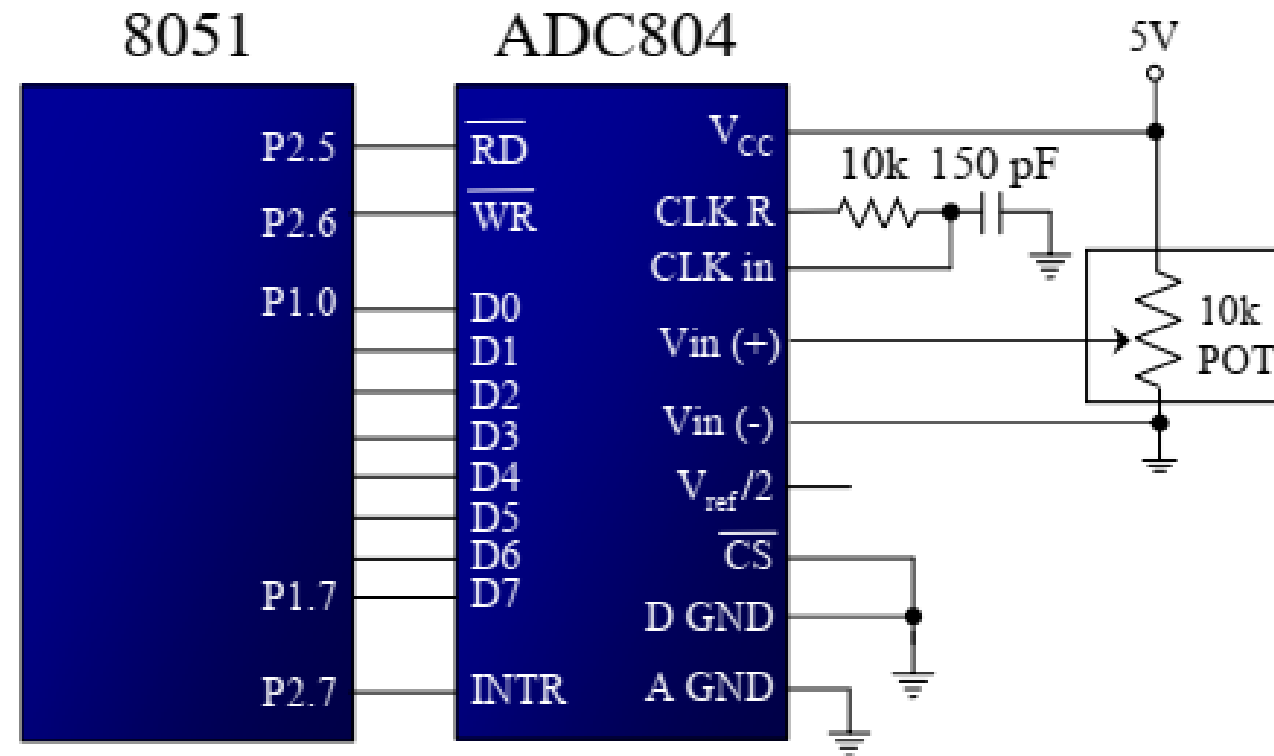 8051
ADC804
5V
P2.5
RD
V_CC
10k 150 pF
P2.6
WR
CLK R
CLK in
P1.0
D0
D1
Vin (+)
10k
POT
D2
D3
Vin (-)
D4
V_ref/2
D5
D6
CS
P1.7
D7
D GND
P2.7
INTR
A GND